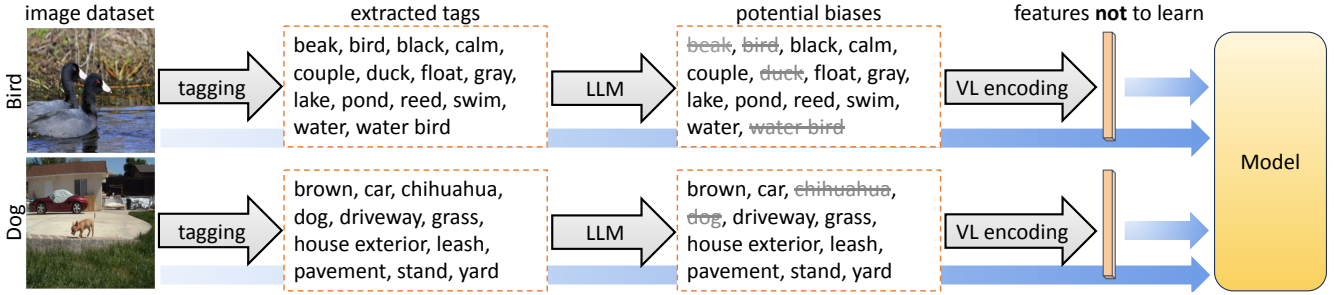 image dataset
extracted tags
potential biases
features not to learn
Bird
tagging
beak, bird, black, calm,
couple, duck, float, gray,
lake, pond, reed, swim,
water, water bird
LLM
beak, bird, black, calm,
couple, duck, float, gray,
lake, pond, reed, swim,
water, water bird
VL encoding
Model
Dog
tagging
brown, car, chihuahua,
dog, driveway, grass,
house exterior, leash,
pavement, stand, yard
LLM
brown, car, chihuahua,
dog, driveway, grass,
house exterior, leash,
pavement, stand, yard
VL encoding